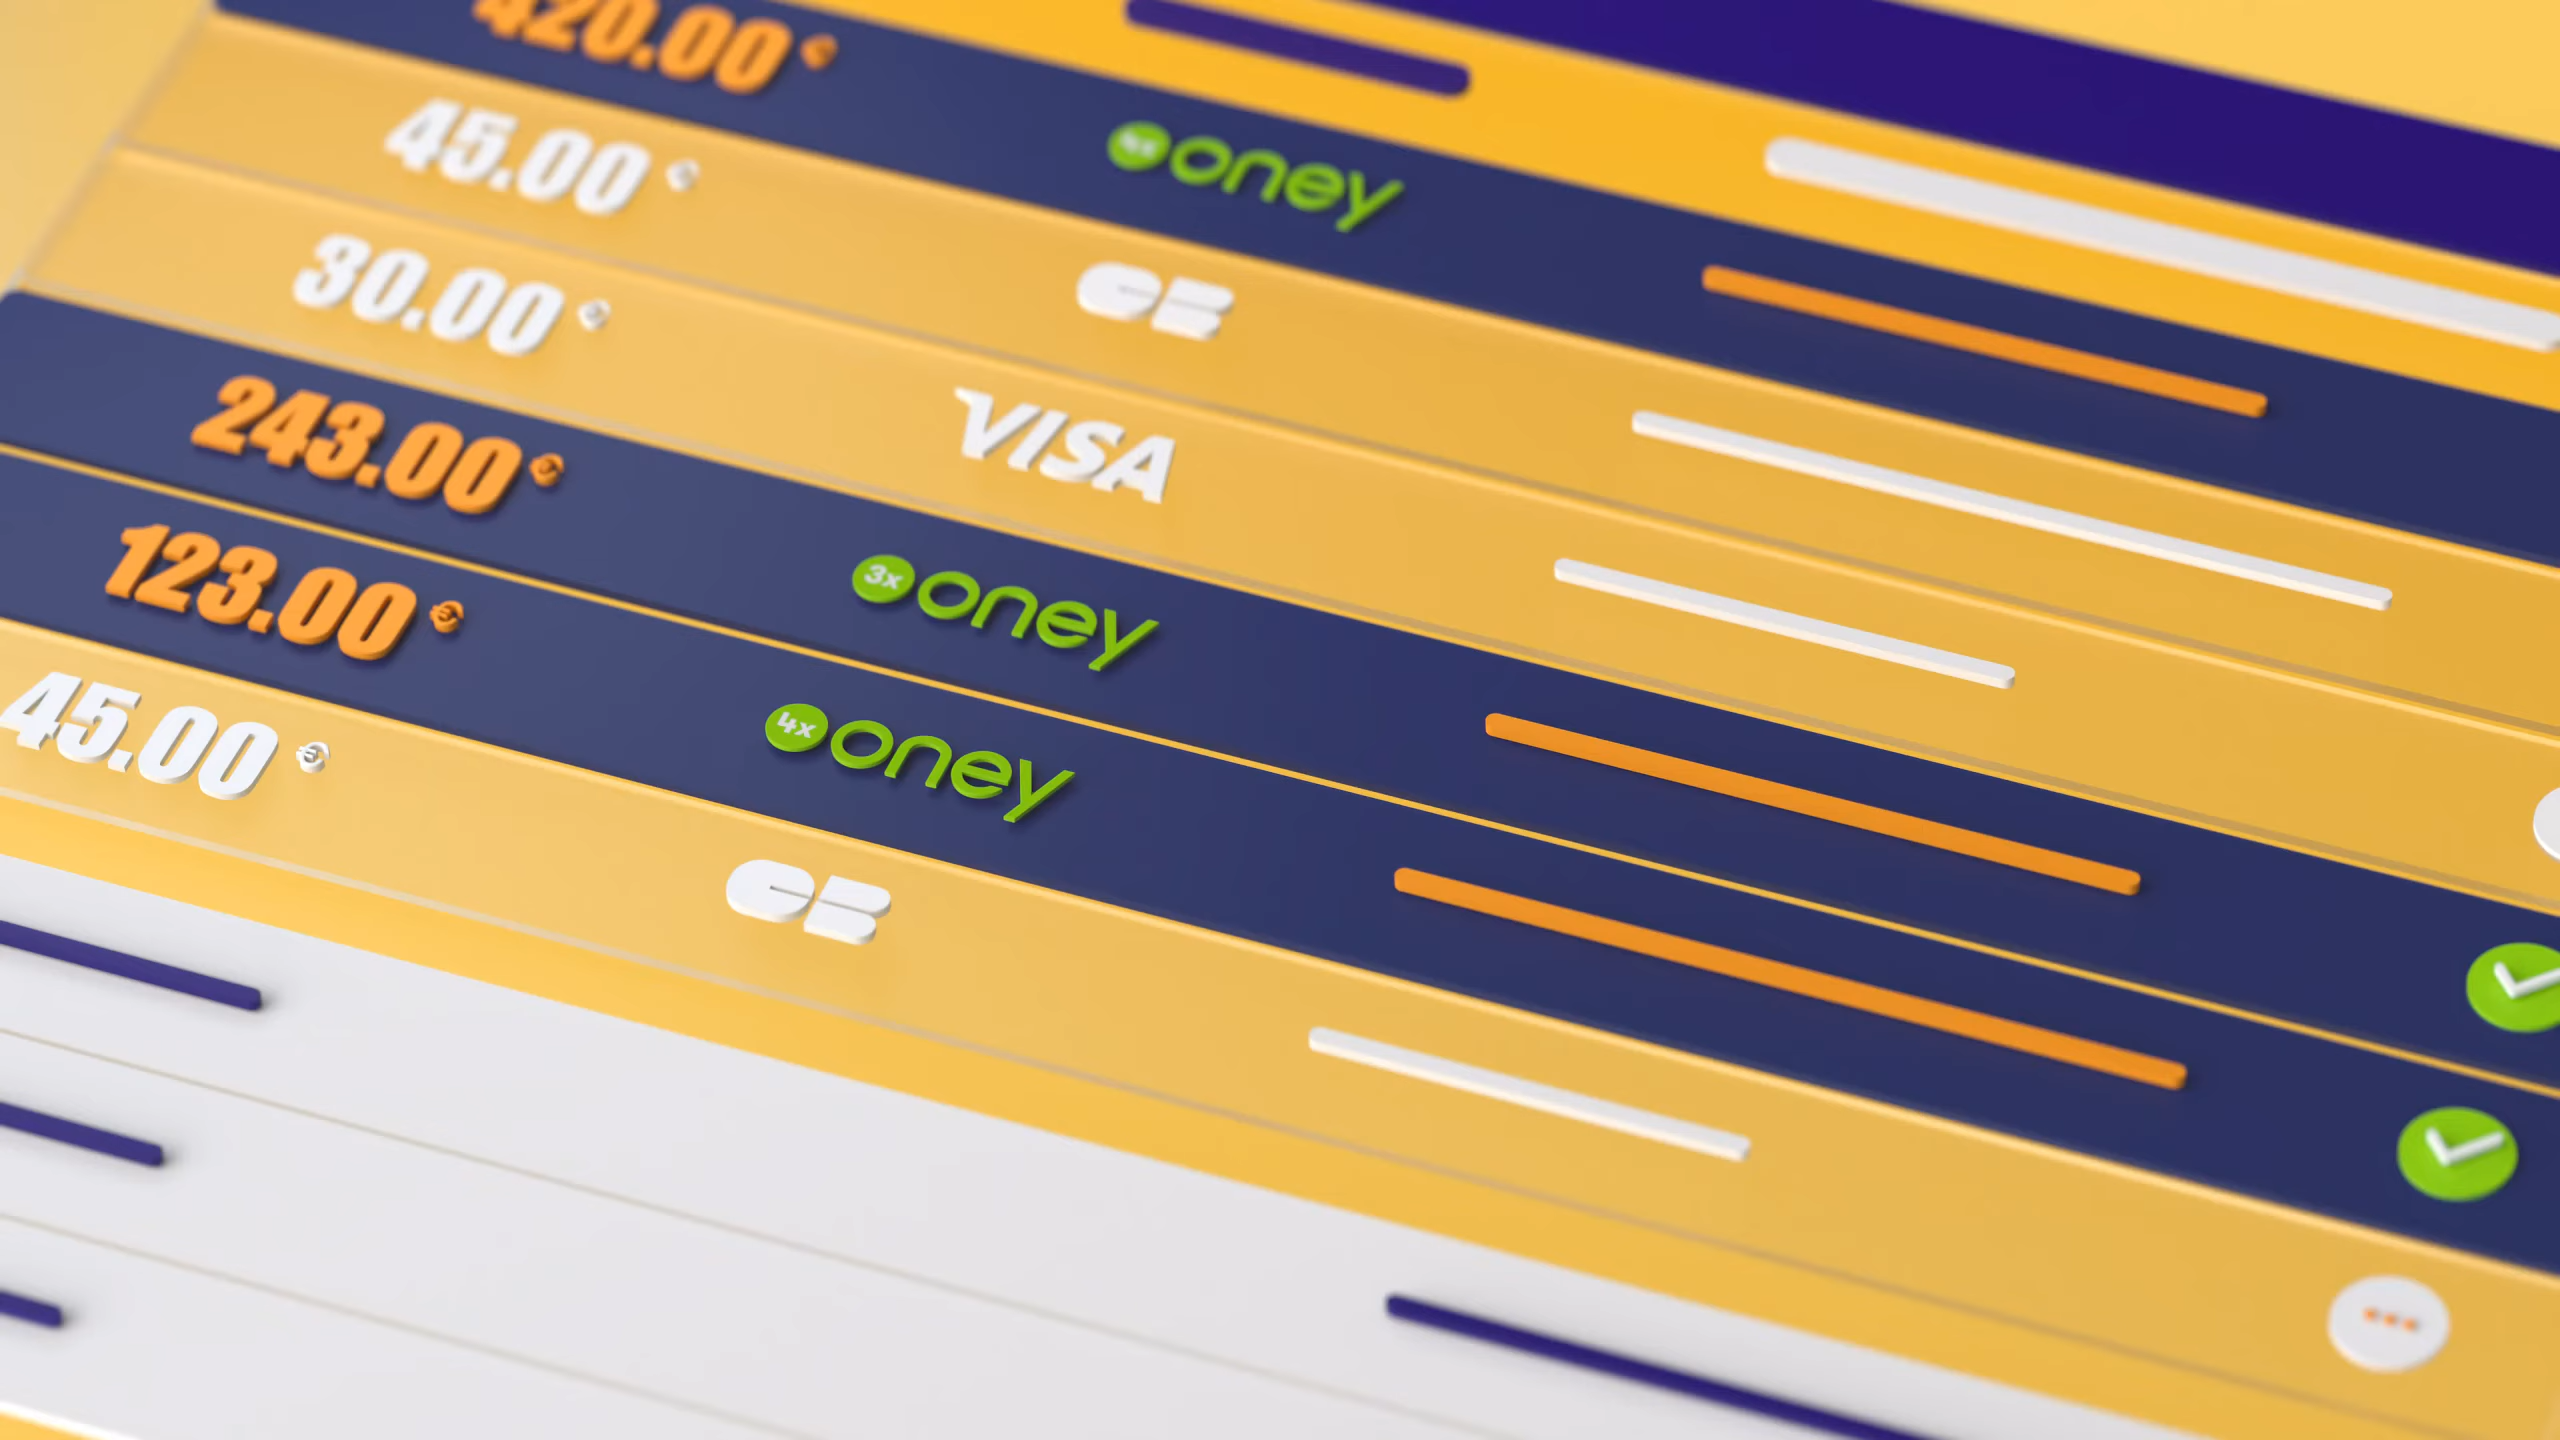 420.00 €
oney
45.00 €
CB
30.00 €
VISA
243.00 €
3x oney
123.00 €
4x oney
45.00 €
CB